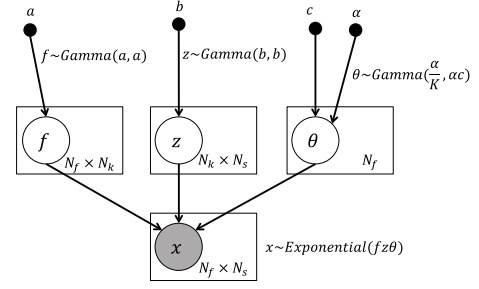 a
b
c
α
f~Gamma(a, a)
z~Gamma(b, b)
θ~Gamma(α/K, αc)
f
z
θ
N_f × N_k
N_k × N_s
N_f
x
x~Exponential(fzθ)
N_f × N_s